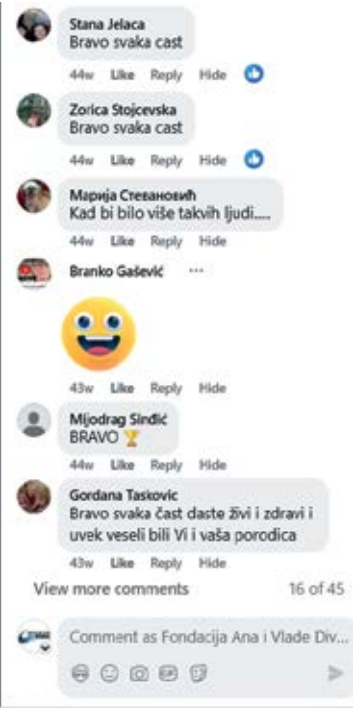 Stana Jelaca
Bravo svaka cast
44w Like Reply Hide
Zorica Stojcevska
Bravo svaka cast
44w Like Reply Hide
Марија Стевановић
Kad bi bilo više takvih ljudi....
44w Like Reply Hide
Branko Gašević ...
43w Like Reply Hide
Mijodrag Sinđić
BRAVO 🏆
44w Like Reply Hide
Gordana Taskovic
Bravo svaka čast daste živi i zdravi i
uvek veseli bili Vi i vaša porodica
43w Like Reply Hide
View more comments 16 of 45
Comment as Fondacija Ana i Vlade Div...
GIF